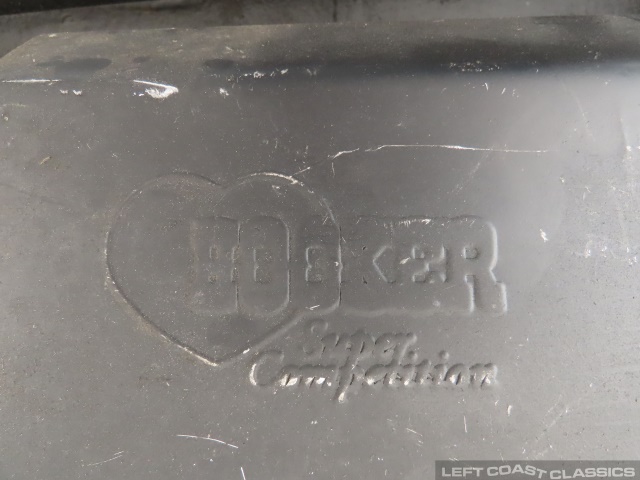 HOOKER
Super
Competition
LEFT COAST CLASSICS